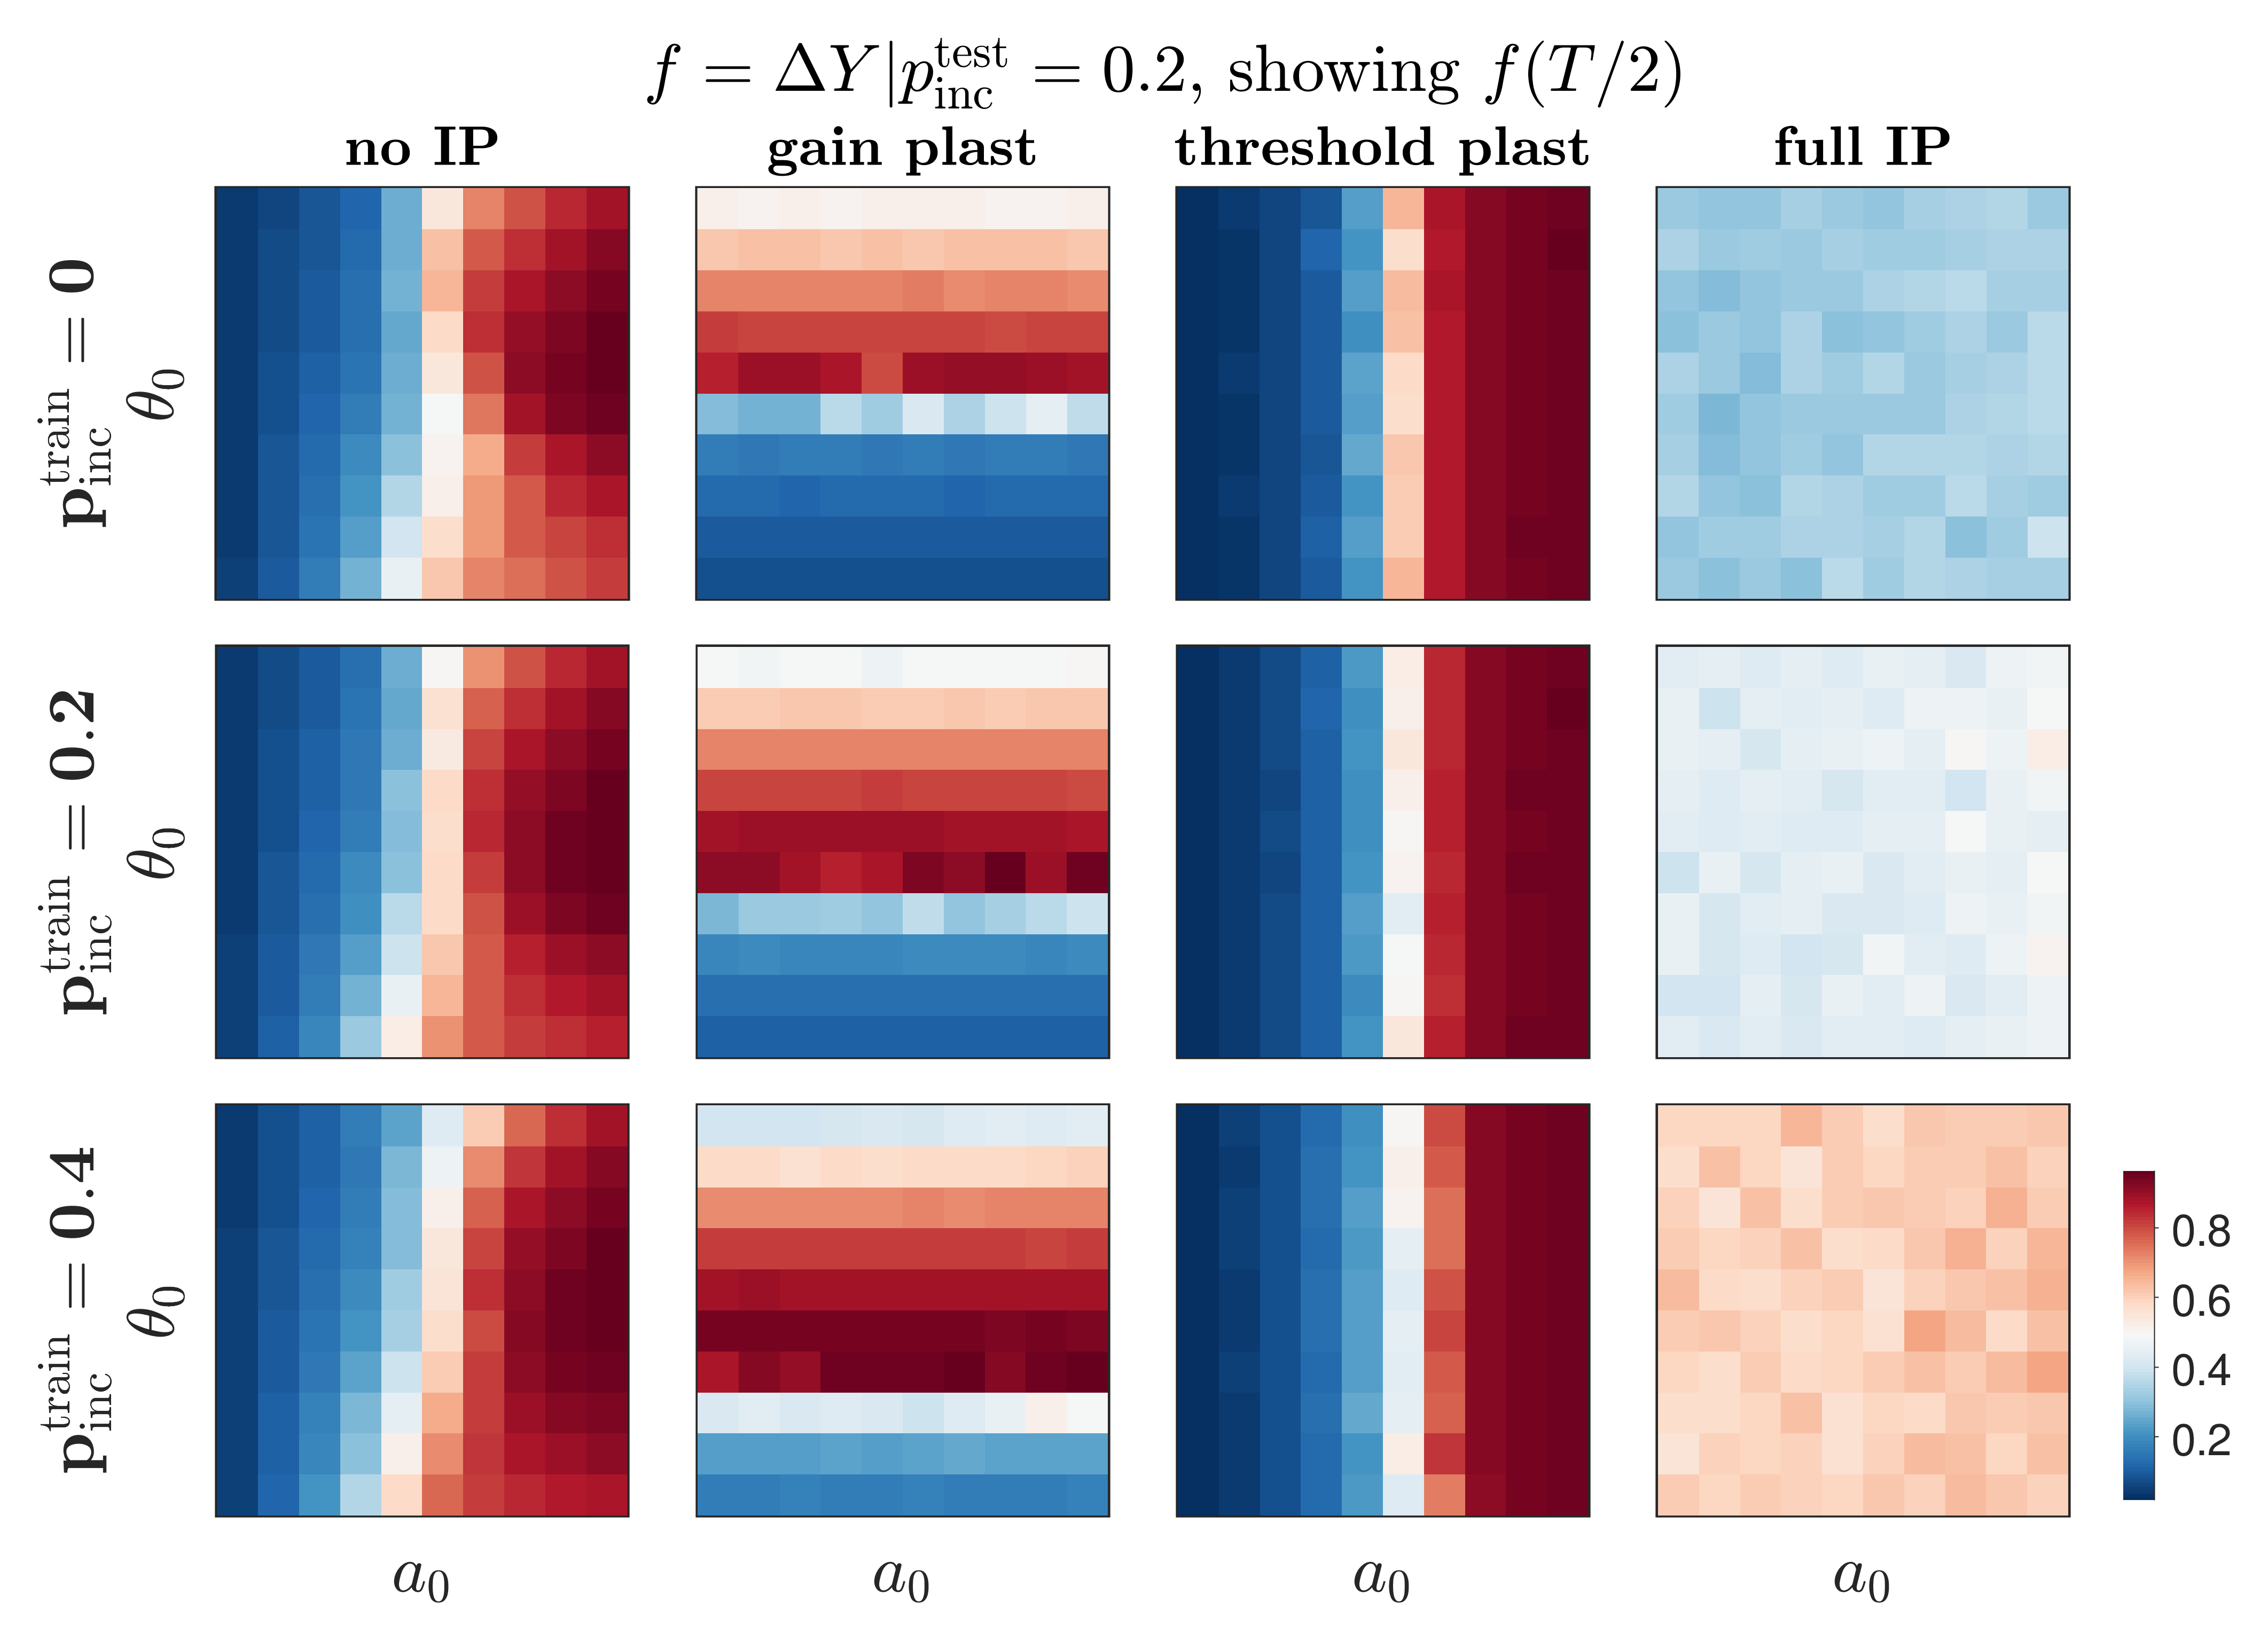 f = ΔY|p_inc^test = 0.2, showing f(T/2)
no IP gain plast threshold plast full IP
p_inc^train = 0
θ₀
p_inc^train = 0.2
θ₀
p_inc^train = 0.4
θ₀
0.8
0.6
0.4
0.2
a₀ a₀ a₀ a₀